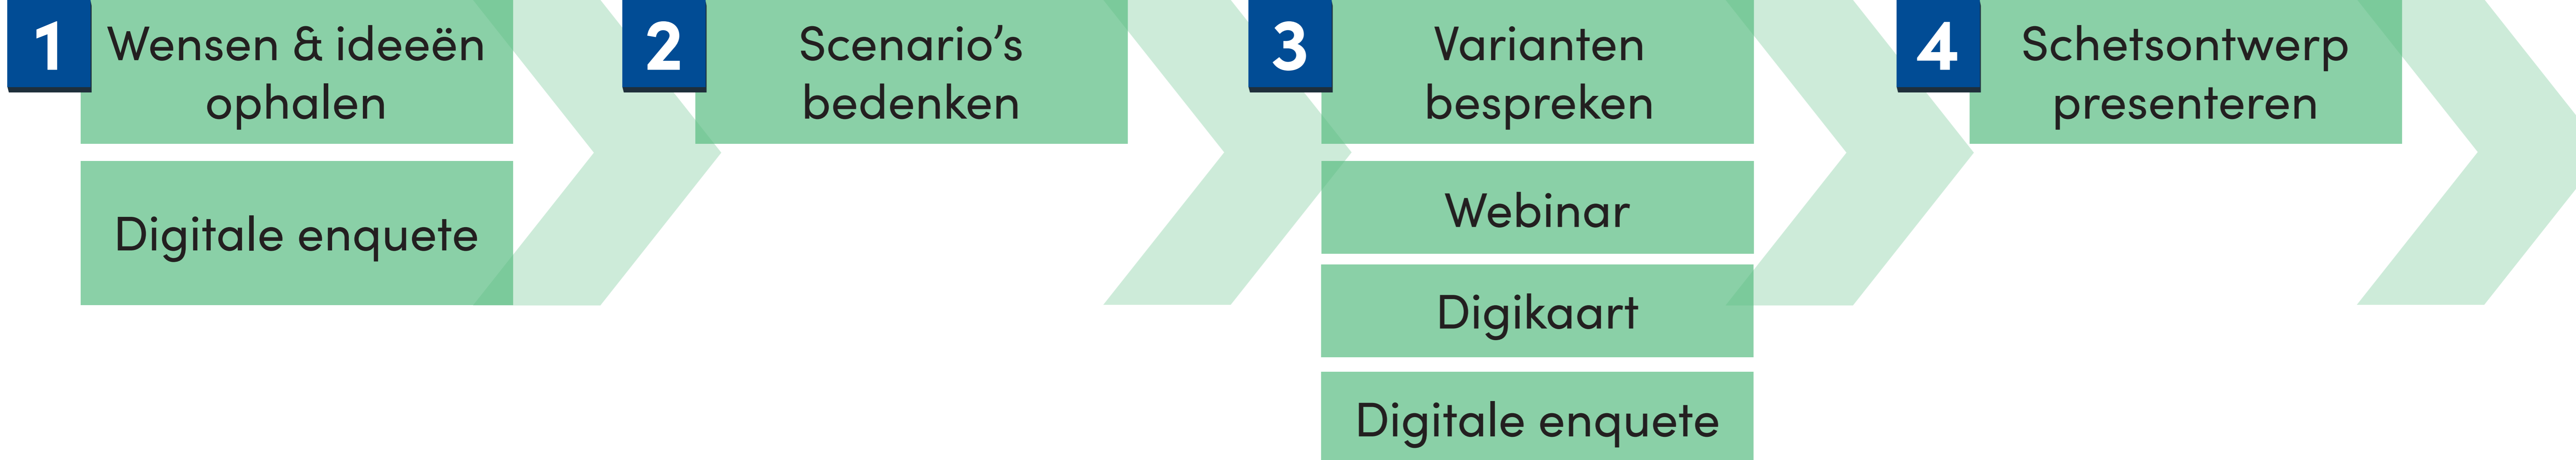 1
Wensen & ideeën
ophalen
Digitale enquete
2
Scenario’s
bedenken
3
Varianten
bespreken
Webinar
Digikaart
Digitale enquete
4
Schetsontwerp
presenteren